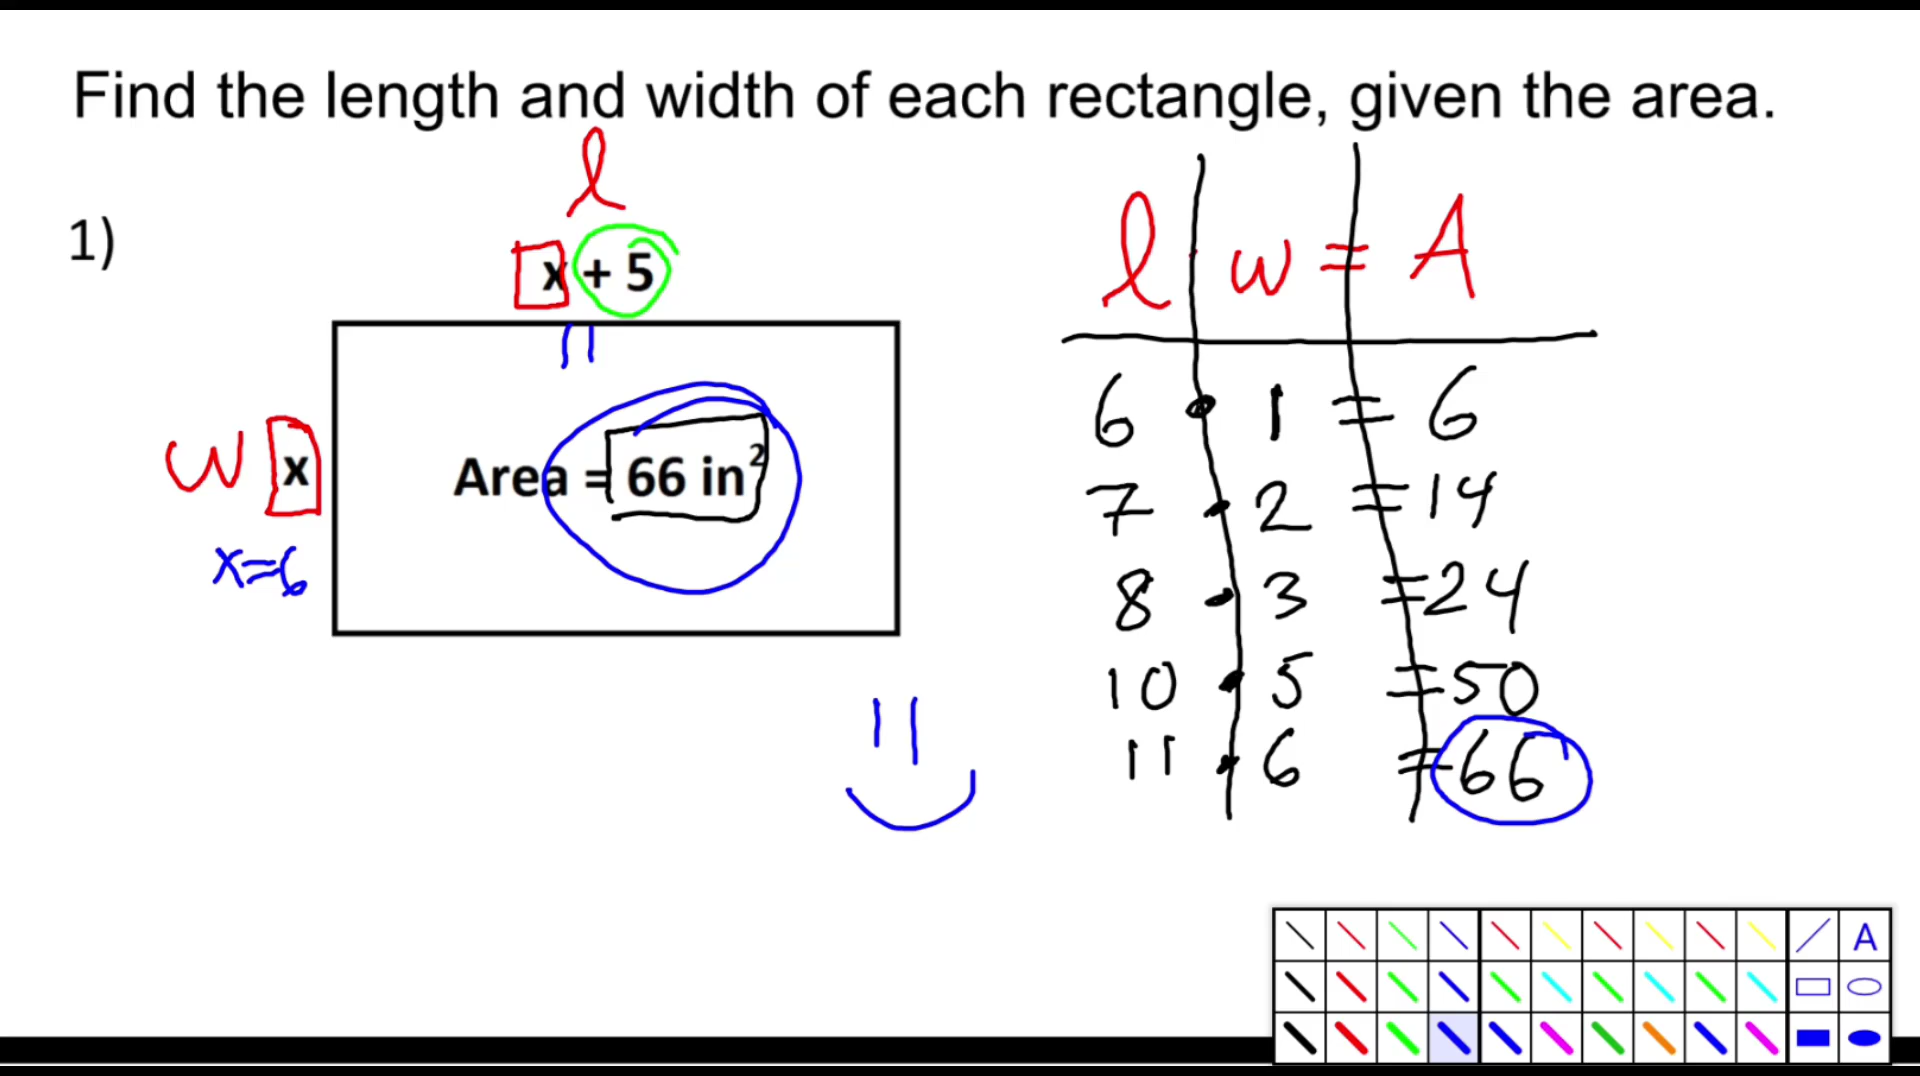 Find the length and width of each rectangle, given the area.
l
1)
x + 5
l w = A
11
Area = 66 in²
w x
x=6
6 • 1 = 6
7 • 2 = 14
8 • 3 = 24
10 • 5 = 50
11 • 6 = 66
A